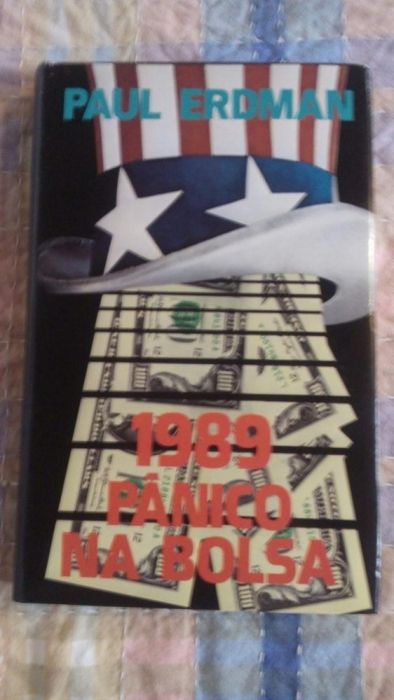 PAUL ERDMAN
1989
PÂNICO
NA BOLSA